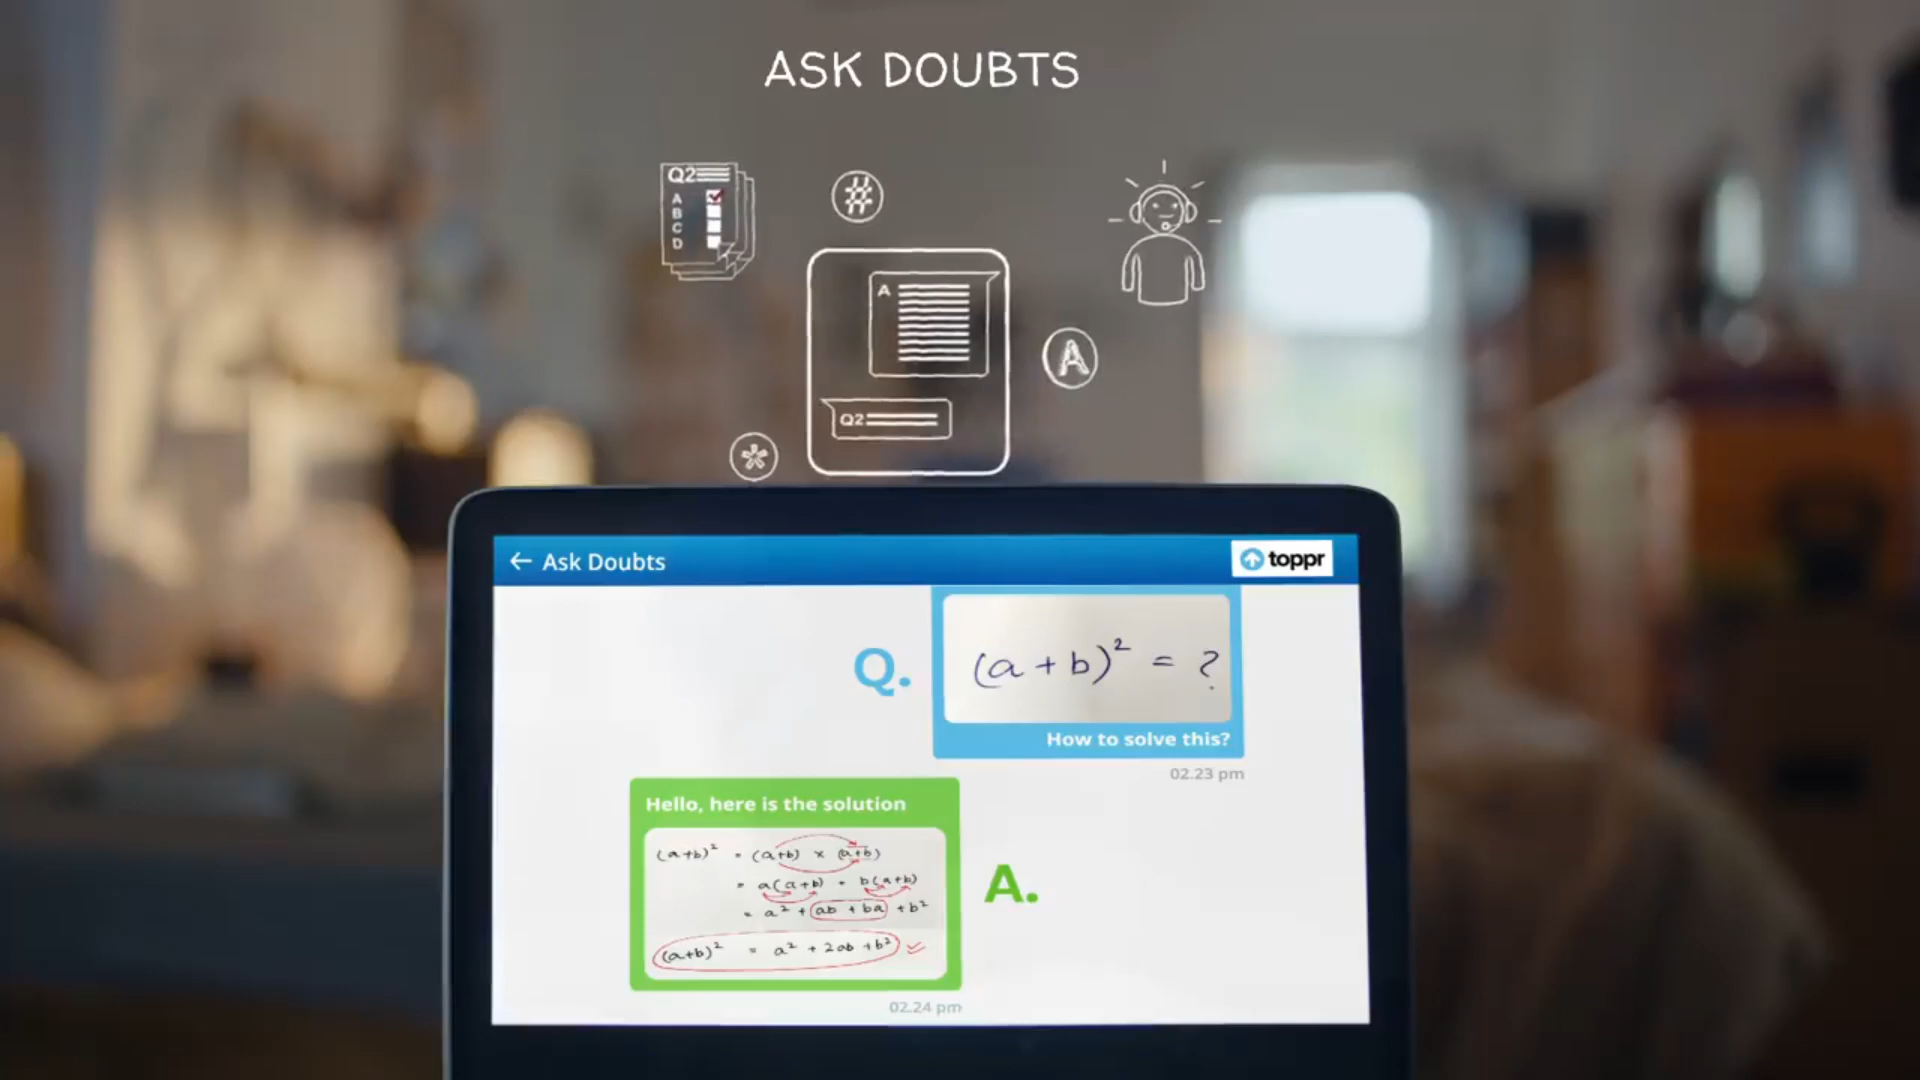 ASK DOUBTS
Q2
A
B
C
D
#
A
A
Q2
*
← Ask Doubts
toppr
Q.
(a+b)² = ?
How to solve this?
02.23 pm
Hello, here is the solution
(a+b)² = (a+b) × (a+b)
= a(a+b) + b(a+b)
= a² + ab + ba + b²
(a+b)² = a² + 2ab + b²
A.
02.24 pm